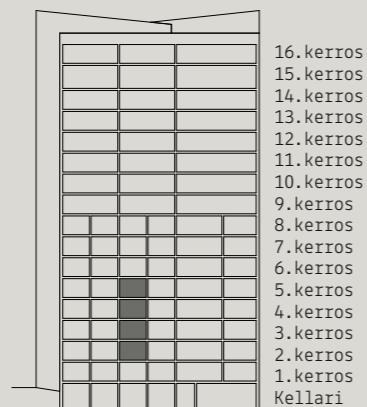 16.kerros
15.kerros
14.kerros
13.kerros
12.kerros
11.kerros
10.kerros
9.kerros
8.kerros
7.kerros
6.kerros
5.kerros
4.kerros
3.kerros
2.kerros
1.kerros
Kellari